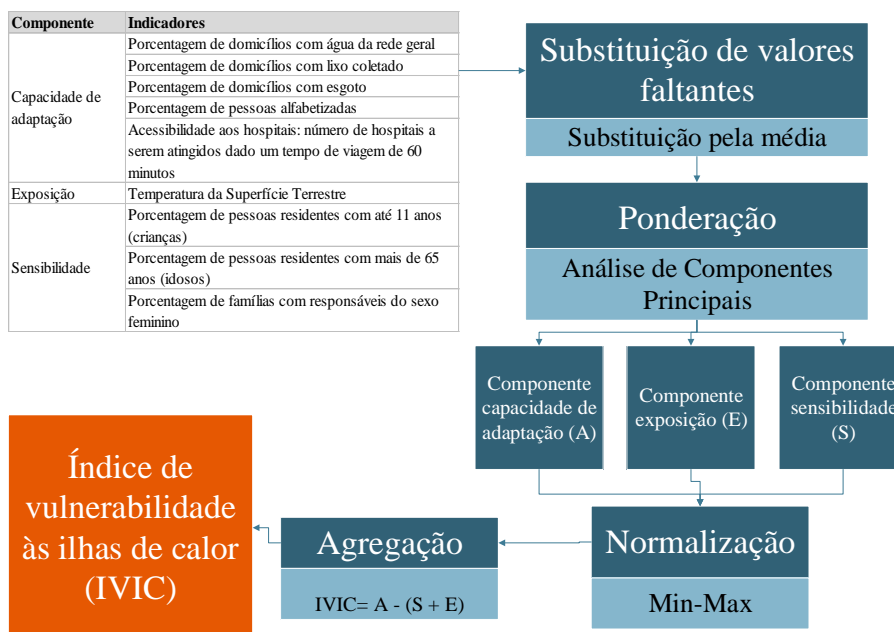 Componente Indicadores
Capacidade de
adaptação
Porcentagem de domicílios com água da rede geral
Porcentagem de domicílios com lixo coletado
Porcentagem de domicílios com esgoto
Porcentagem de pessoas alfabetizadas
Acessibilidade aos hospitais: número de hospitais a
serem atingidos dado um tempo de viagem de 60
minutos
Exposição Temperatura da Superfície Terrestre
Sensibilidade
Porcentagem de pessoas residentes com até 11 anos
(crianças)
Porcentagem de pessoas residentes com mais de 65
anos (idosos)
Porcentagem de famílias com responsáveis do sexo
feminino
Substituição de valores
faltantes
Substituição pela média
Ponderação
Análise de Componentes
Principais
Componente
capacidade de
adaptação (A)
Componente
exposição (E)
Componente
sensibilidade
(S)
Normalização
Min-Max
Agregação
IVIC= A - (S + E)
Índice de
vulnerabilidade
às ilhas de calor
(IVIC)